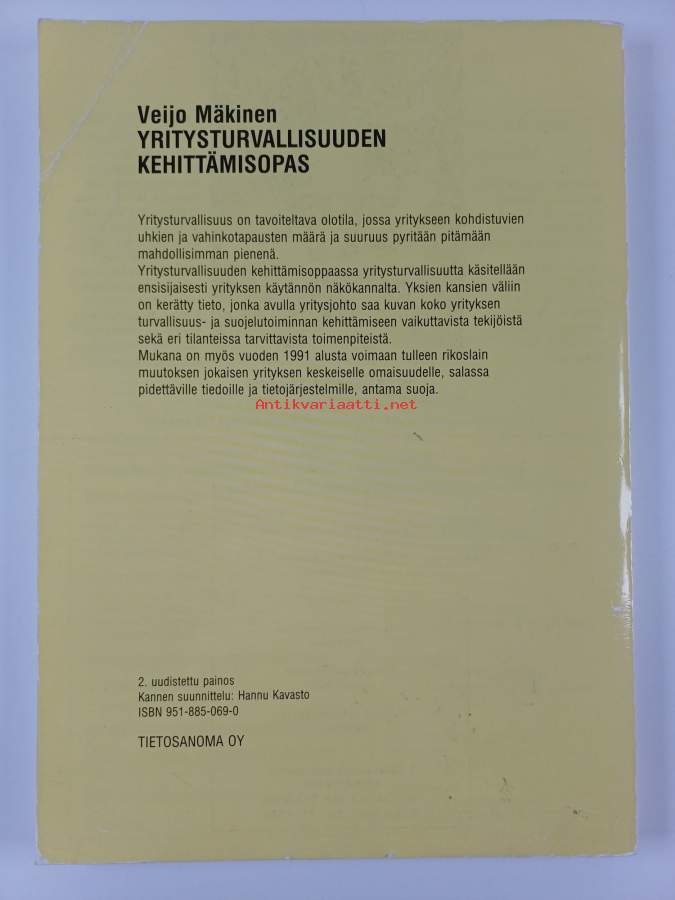 Veijo Mäkinen
YRITYSTURVALLISUUDEN
KEHITTÄMISOPAS
Yritysturvallisuus on tavoiteltava olotila, jossa yritykseen kohdistuvien
uhkien ja vahinkotapausten määrä ja suuruus pyritään pitämään
mahdollisimman pienenä.
Yritysturvallisuuden kehittämisoppaassa yritysturvallisuutta käsitellään
ensisijaisesti yrityksen käytännön näkökannalta. Yksien kansien väliin
on kerätty tieto, jonka avulla yritysjohto saa kuvan koko yrityksen
turvallisuus- ja suojelutoiminnan kehittämiseen vaikuttavista tekijöistä
sekä eri tilanteissa tarvittavista toimenpiteistä.
Mukana on myös vuoden 1991 alusta voimaan tulleen rikoslain
muutoksen jokaisen yrityksen keskeiselle omaisuudelle, salassa
pidettäville tiedoille ja tietojärjestelmille, antama suoja.
Antikvariaatti.net
2. uudistettu painos
Kannen suunnittelu: Hannu Kavasto
ISBN 951-885-069-0
TIETOSANOMA OY